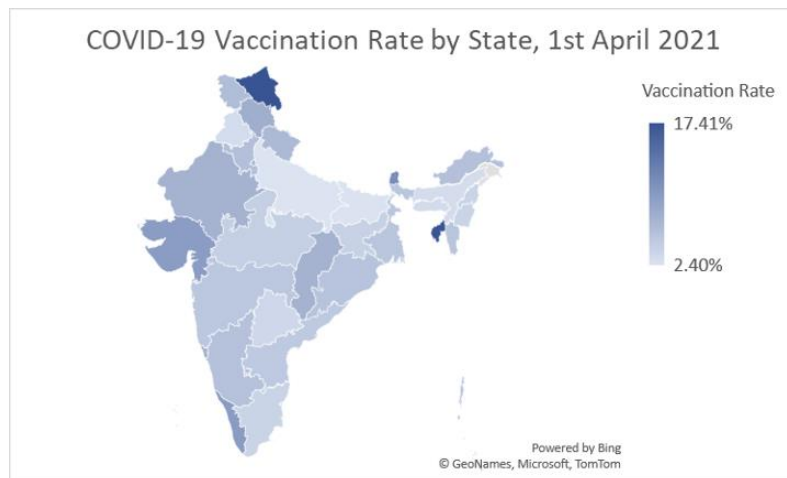 COVID-19 Vaccination Rate by State, 1st April 2021
Vaccination Rate
17.41%
2.40%
Powered by Bing
© GeoNames, Microsoft, TomTom